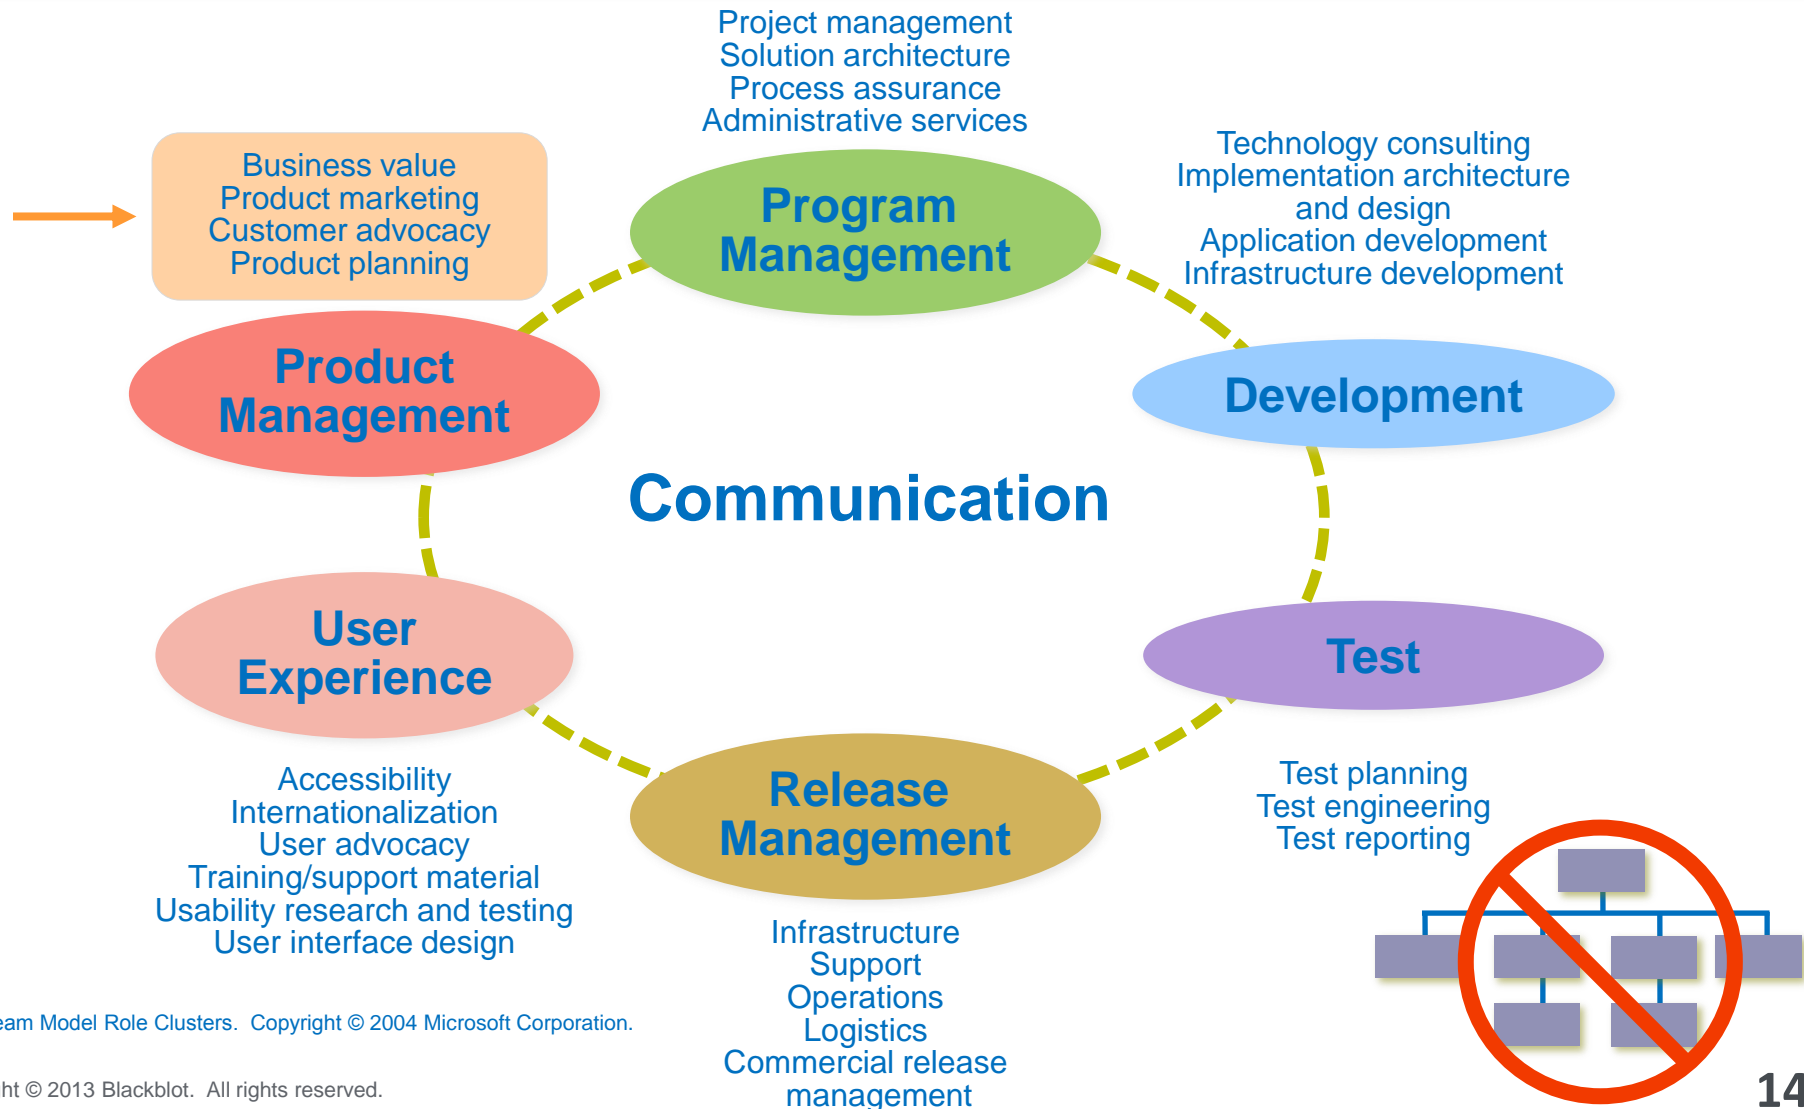 Project management
Solution architecture
Process assurance
Administrative services
Business value
Product marketing
Customer advocacy
Product planning
Program
Management
Technology consulting
Implementation architecture
and design
Application development
Infrastructure development
Product
Management
Development
Communication
User
Experience
Test
Accessibility
Internationalization
User advocacy
Training/support material
Usability research and testing
User interface design
Release
Management
Test planning
Test engineering
Test reporting
Infrastructure
Support
Operations
Logistics
Commercial release
management
eam Model Role Clusters. Copyright © 2004 Microsoft Corporation.
ht © 2013 Blackblot. All rights reserved.
14